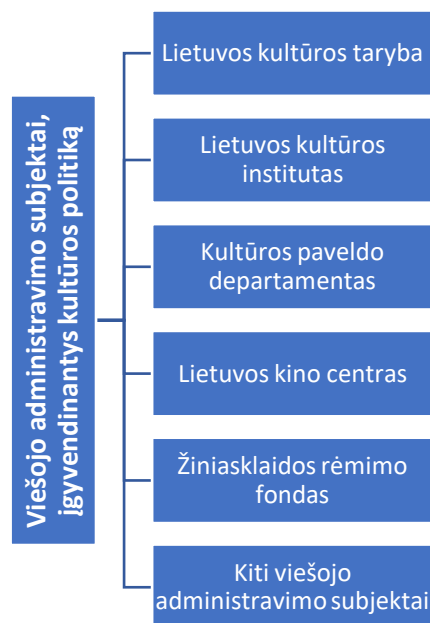 Viešojo administravimo subjektai,
įgyvendinantys kultūros politiką
Lietuvos kultūros taryba
Lietuvos kultūros
institutas
Kultūros paveldo
departamentas
Lietuvos kino centras
Žiniasklaidos rėmimo
fondas
Kiti viešojo
administravimo subjektai